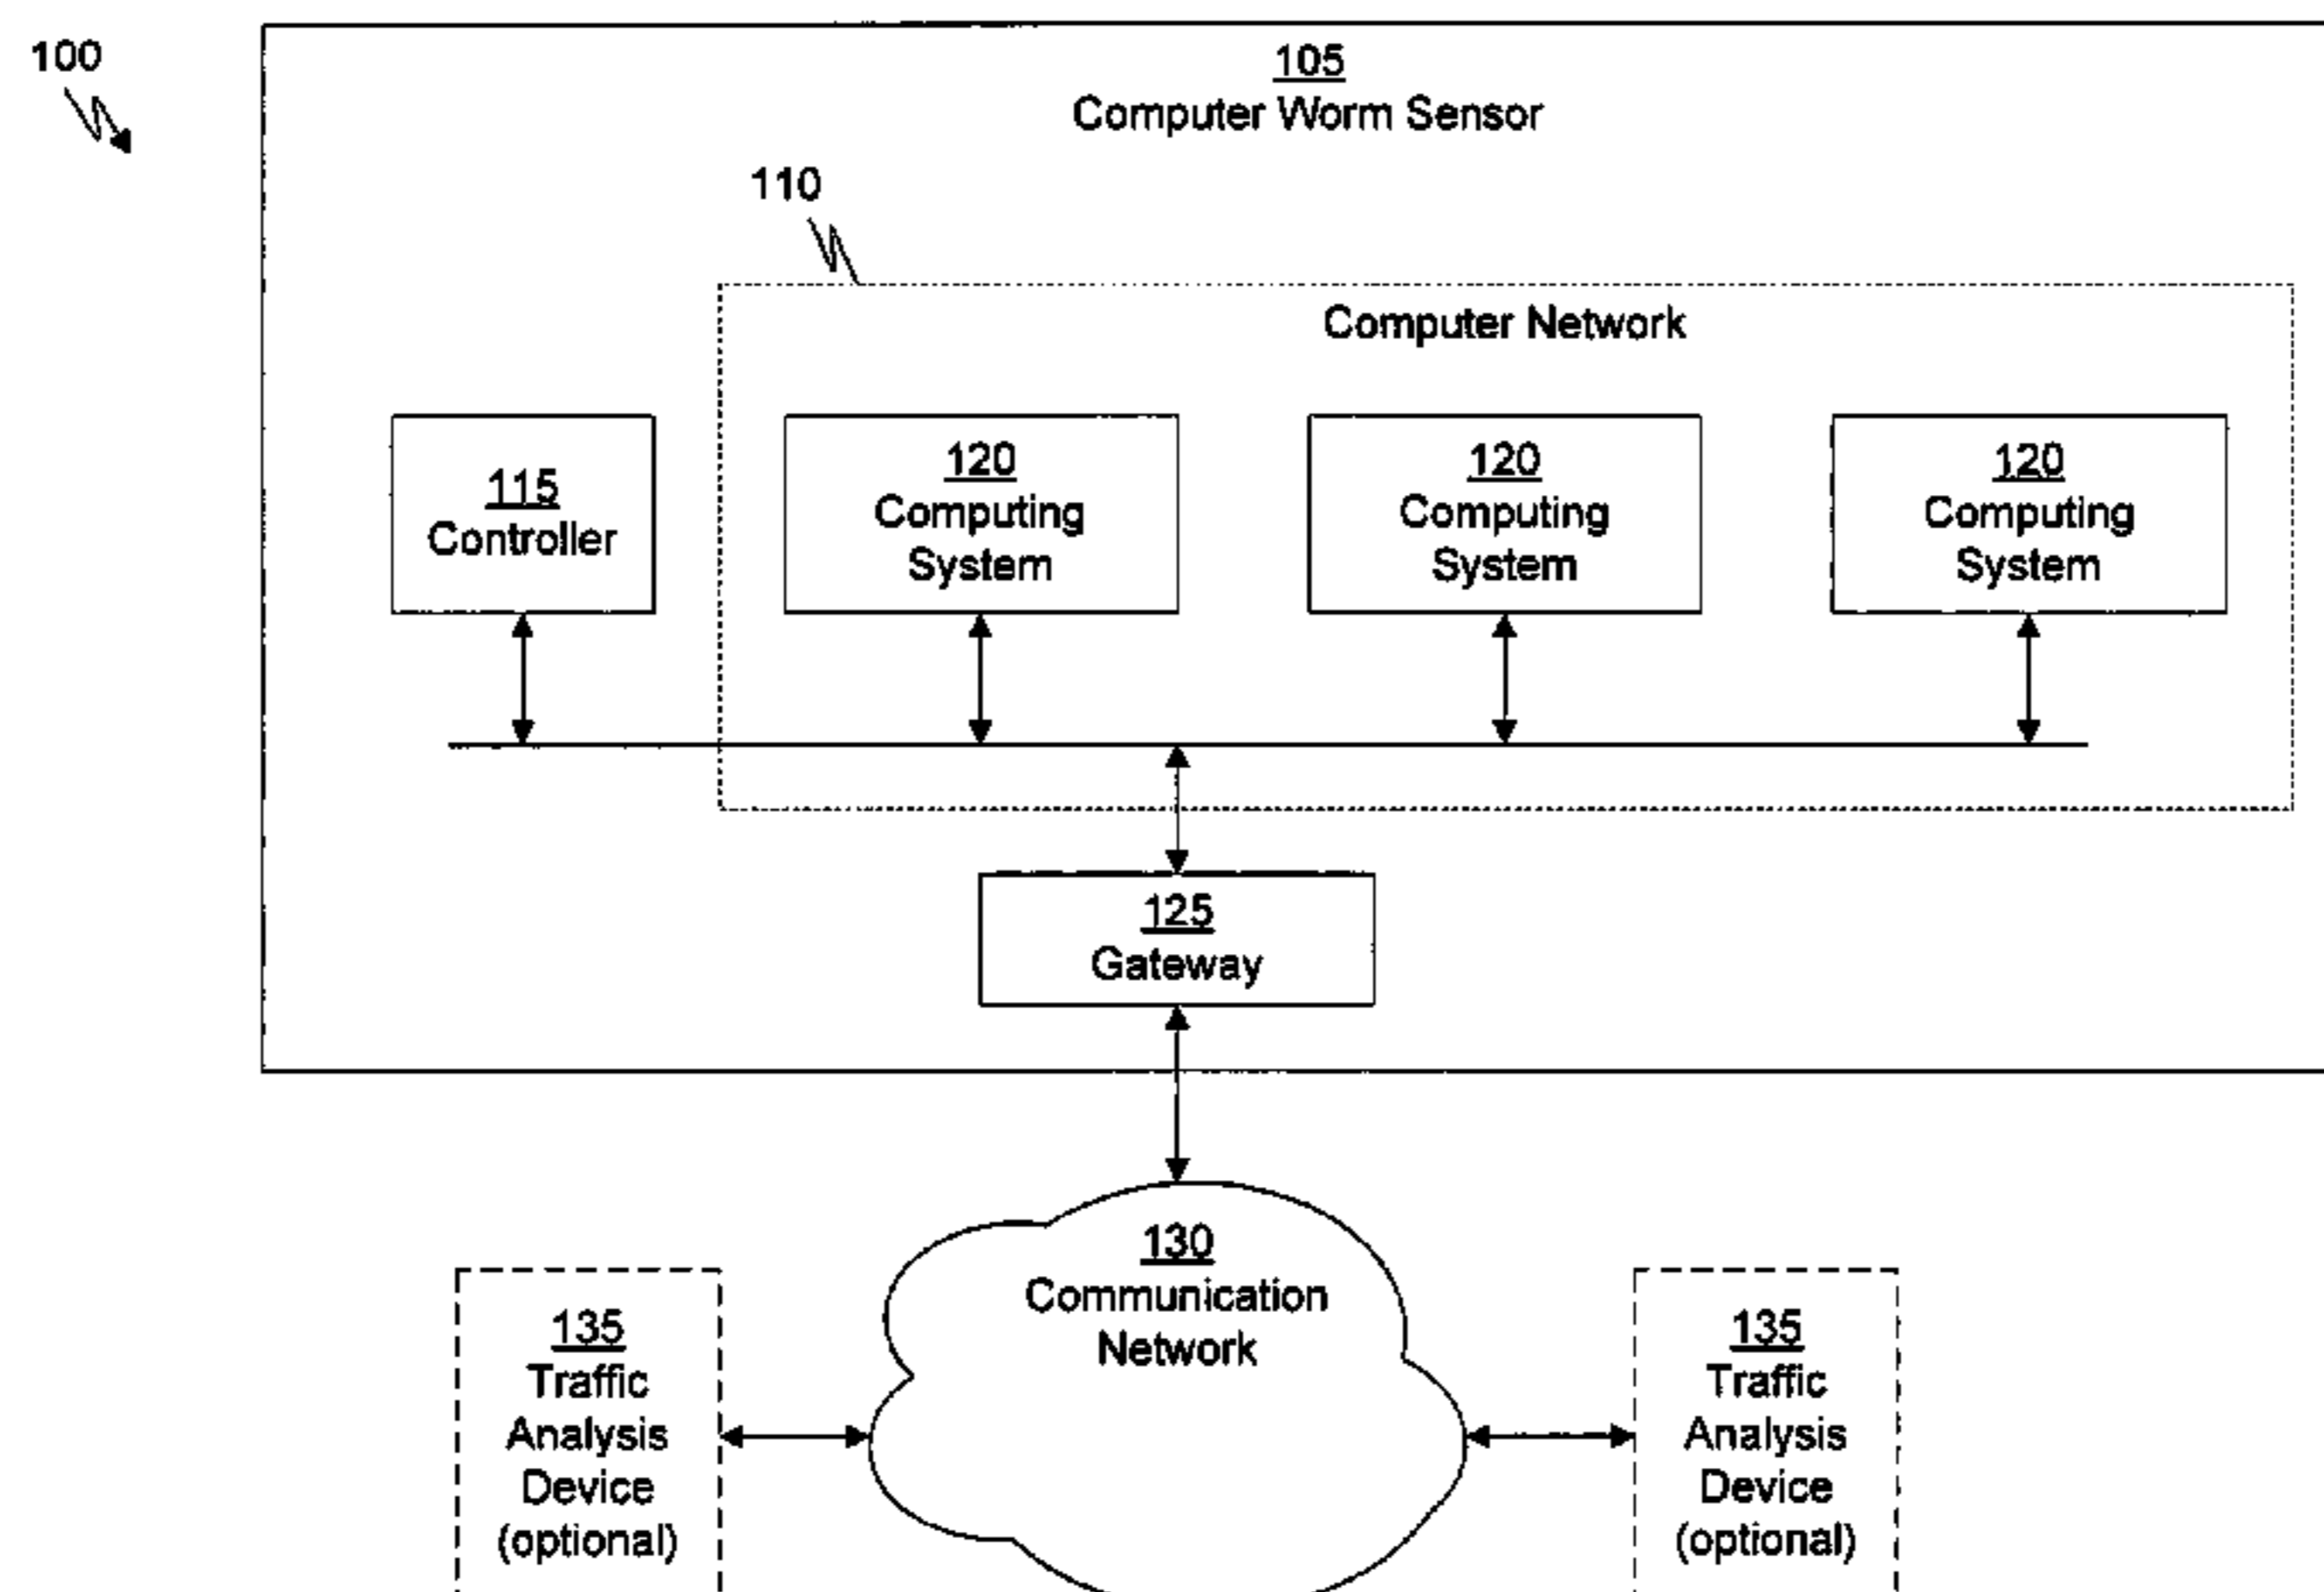 100
105
Computer Worm Sensor
110
Computer Network
115
Controller
120
Computing
System
120
Computing
System
120
Computing
System
125
Gateway
130
Communication
Network
135
Traffic
Analysis
Device
(optional)
135
Traffic
Analysis
Device
(optional)